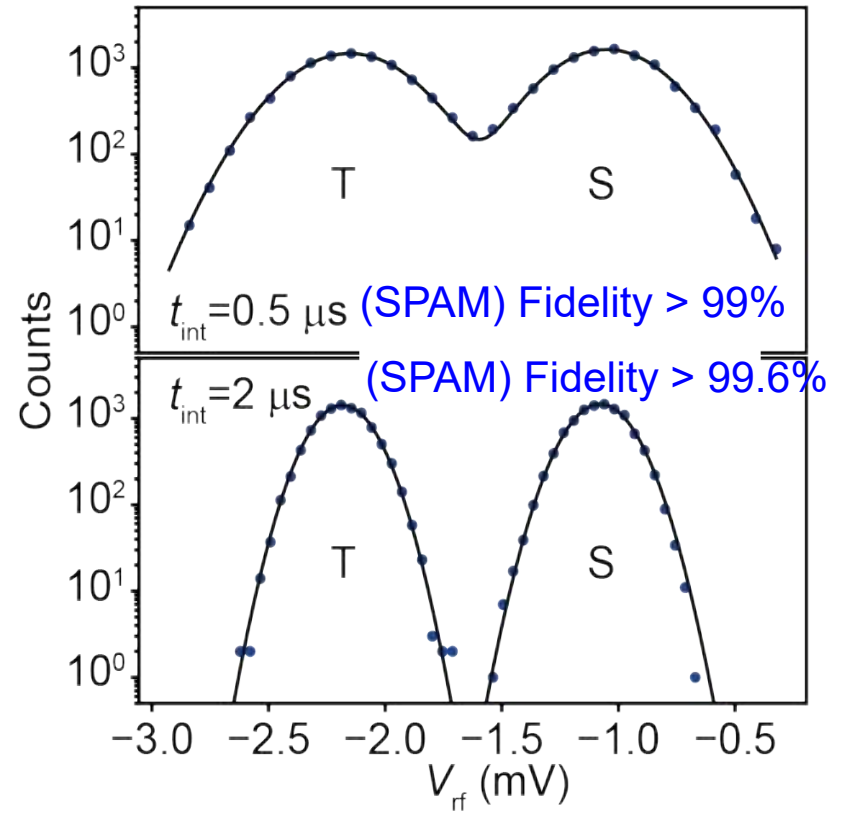 Counts
10³
10²
10¹
10⁰
T
S
t_int=0.5 μs
(SPAM) Fidelity > 99%
t_int=2 μs
(SPAM) Fidelity > 99.6%
10³
10²
10¹
10⁰
T
S
−3.0 −2.5 −2.0 −1.5 −1.0 −0.5
V_rf (mV)